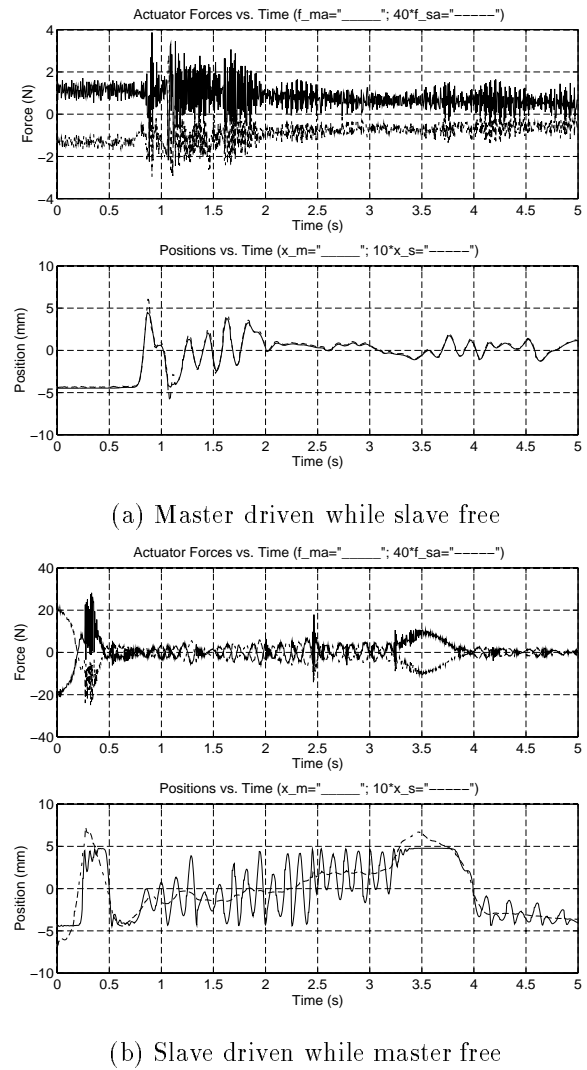 Actuator Forces vs. Time (f_ma="_____"; 40*f_sa="−−−−−")
4
2
0
−2
−4
Force (N)
0 0.5 1 1.5 2 2.5 3 3.5 4 4.5 5
Time (s)
Positions vs. Time (x_m="_____"; 10*x_s="−−−−−")
10
5
0
−5
−10
Position (mm)
0 0.5 1 1.5 2 2.5 3 3.5 4 4.5 5
Time (s)
(a) Master driven while slave free
Actuator Forces vs. Time (f_ma="_____"; 40*f_sa="−−−−−")
40
20
0
−20
−40
Force (N)
0 0.5 1 1.5 2 2.5 3 3.5 4 4.5 5
Time (s)
Positions vs. Time (x_m="_____"; 10*x_s="−−−−−")
10
5
0
−5
−10
Position (mm)
0 0.5 1 1.5 2 2.5 3 3.5 4 4.5 5
Time (s)
(b) Slave driven while master free